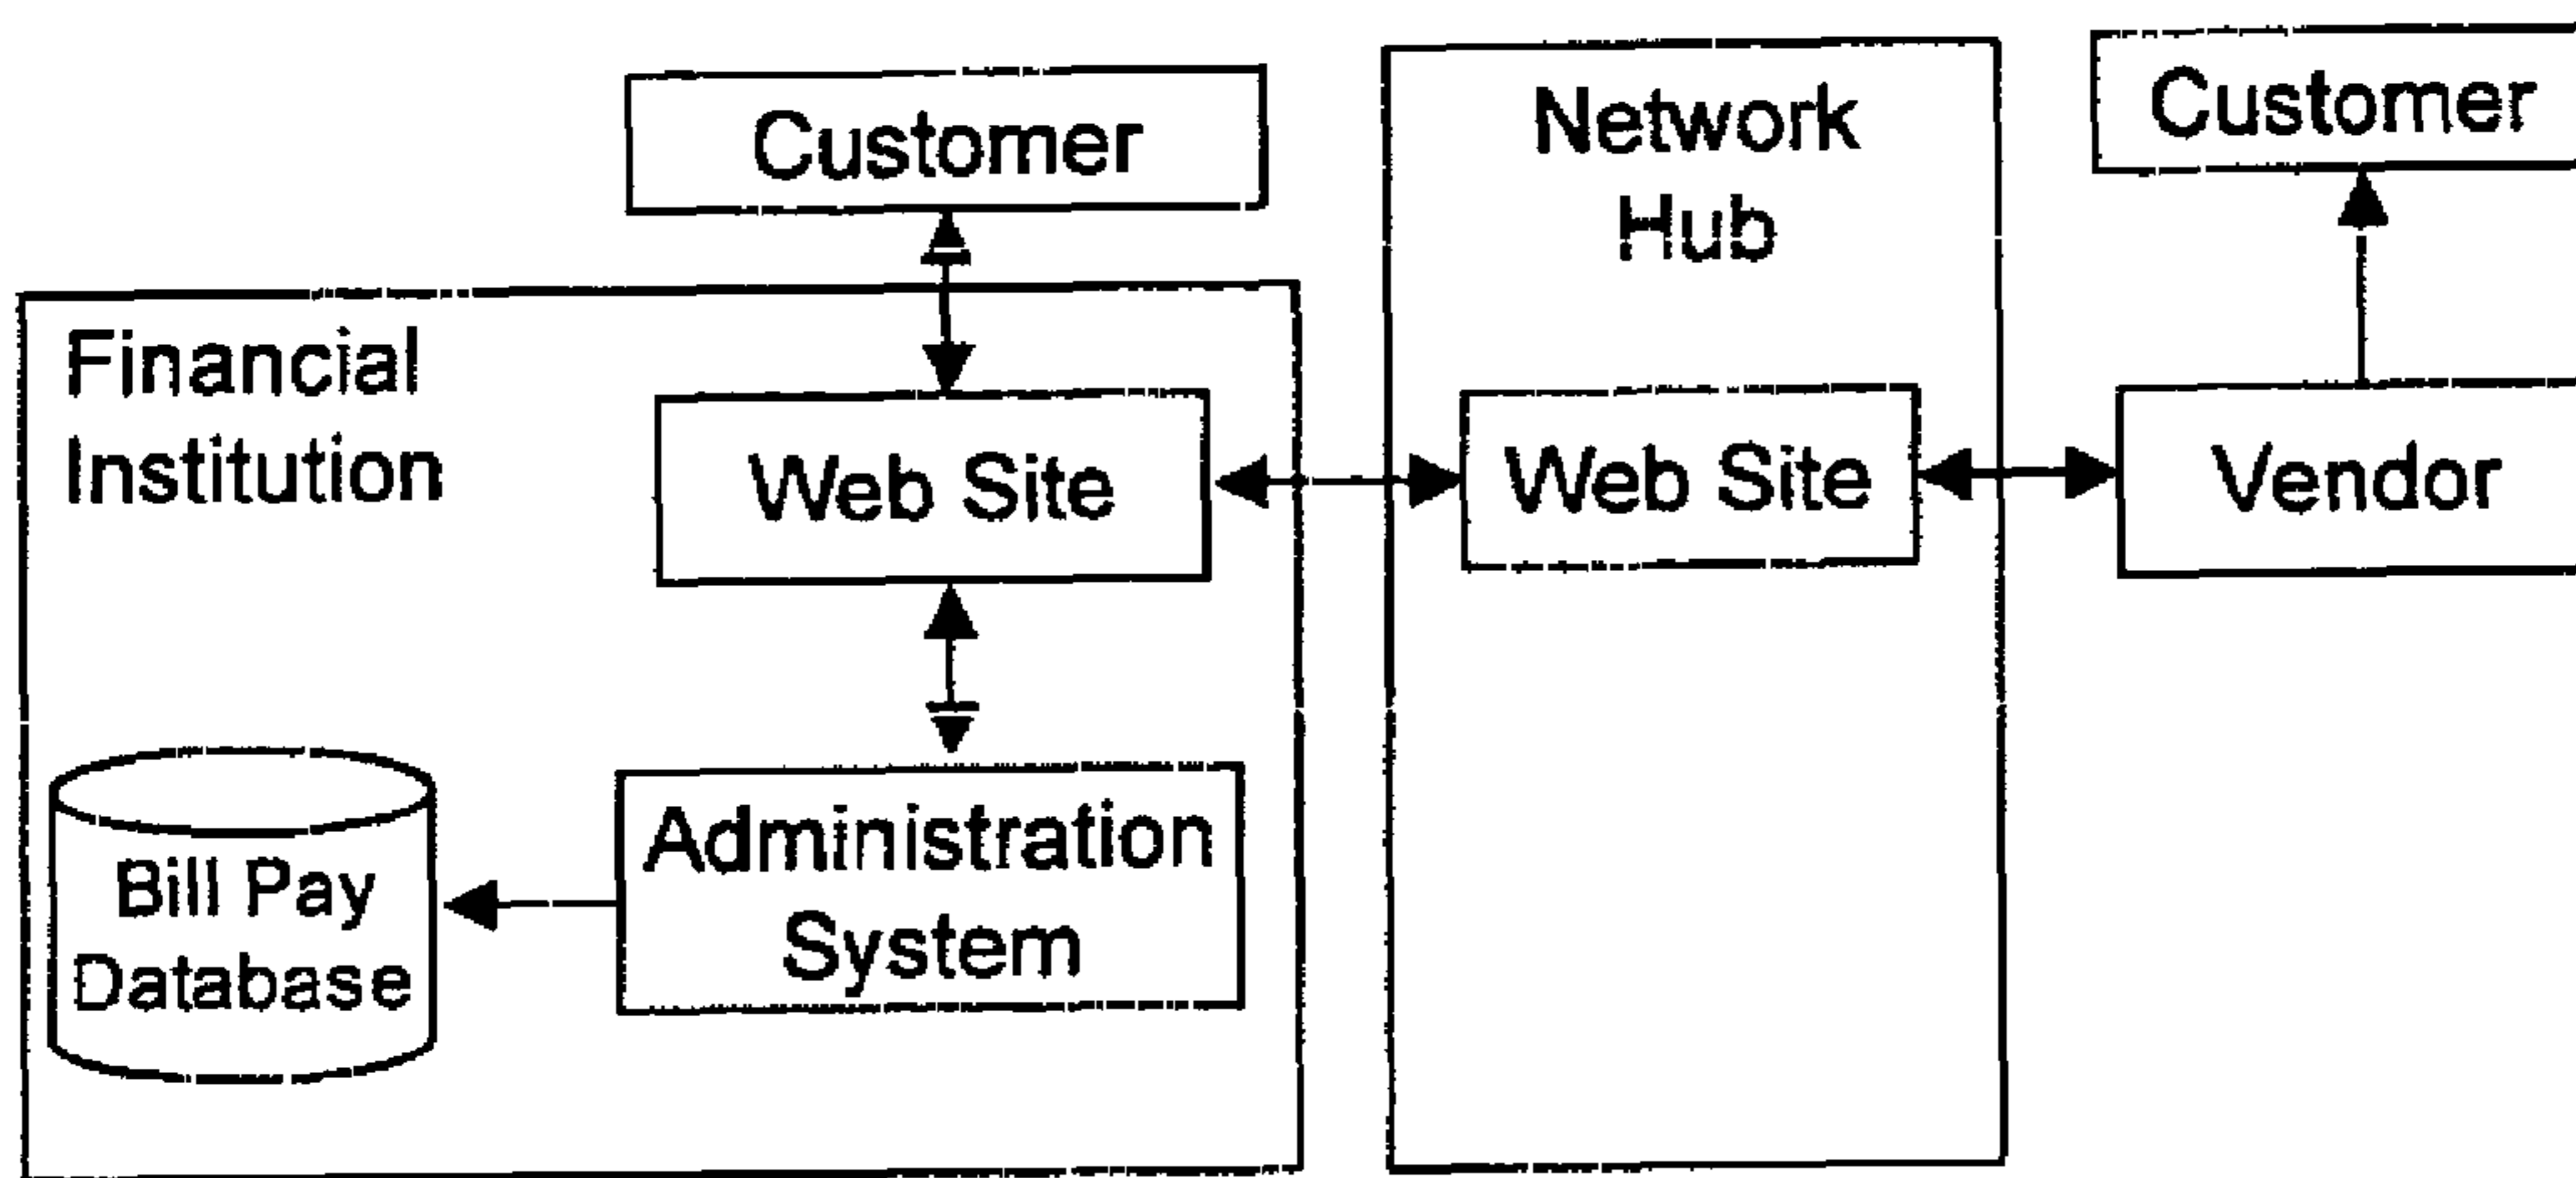 Customer
Network
Hub
Customer
Financial
Institution
Web Site
Web Site
Vendor
Administration
System
Bill Pay
Database